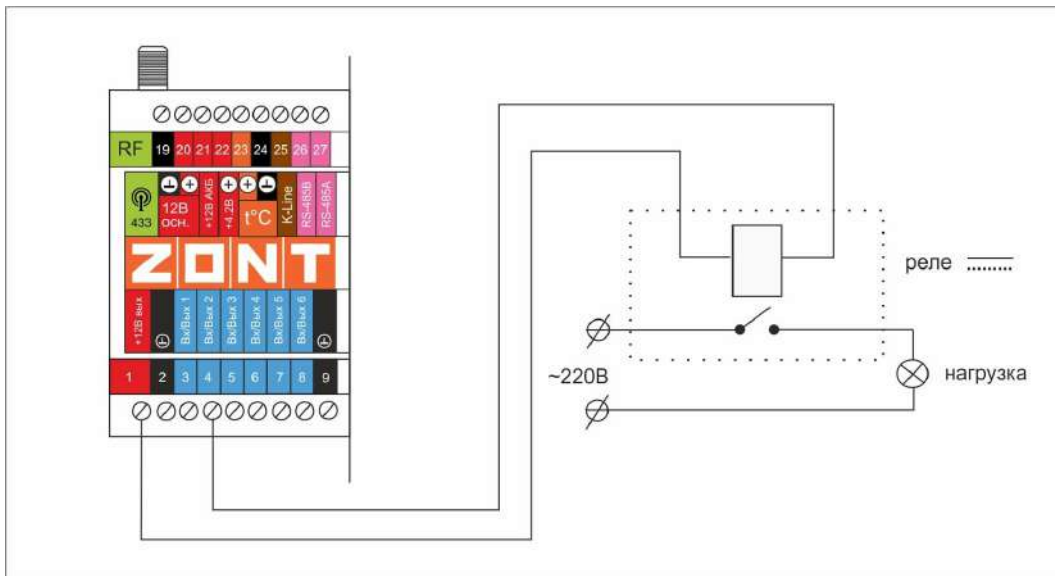 RF 19 20 21 22 23 24 25 26 27
433
12В
осн.
+12В АКБ
+4.2В
t°C
K-Line
RS-485B
RS-485A
ZONT
+12В вых
Вх/Вых 1
Вх/Вых 2
Вх/Вых 3
Вх/Вых 4
Вх/Вых 5
Вх/Вых 6
1 2 3 4 5 6 7 8 9
реле
~220В
нагрузка